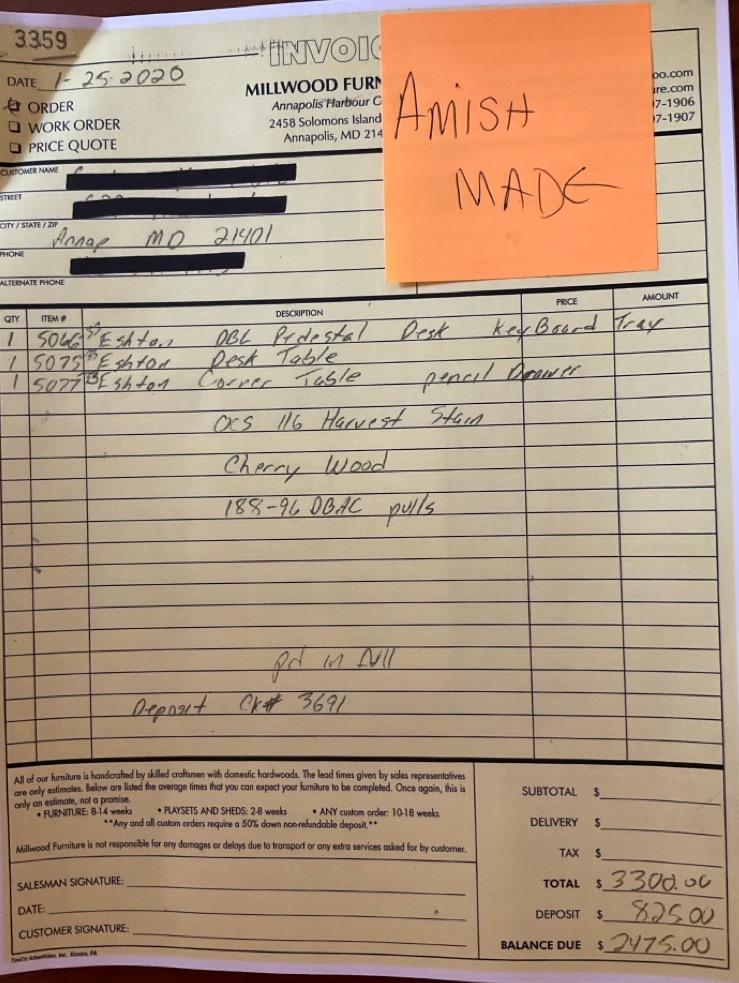 3359
INVOIC
DATE 1-25-2020
MILLWOOD FURN
ORDER
Annapolis Harbour C
WORK ORDER
2458 Solomons Island
PRICE QUOTE
Annapolis, MD 214
oo.com
re.com
7-1906
7-1907
AMISH
MADE
CUSTOMER NAME
STREET
CITY / STATE / ZIP Annap MD 21401
PHONE
ALTERNATE PHONE
QTY ITEM # DESCRIPTION PRICE AMOUNT
1 5066 Eshton DBL Pedestal Desk KeyBoard Tray
1 5075 Eshton Desk Table
1 5077 Eshton Corner Table pencil Drawer
OCS 116 Harvest Stain
Cherry Wood
188-96 DBAC pulls
pd in full
Deposit CK# 3691
All of our furniture is handcrafted by skilled craftsmen with domestic hardwoods. The lead times given by sales representatives
are only estimates. Below are listed the average times that you can expect your furniture to be completed. Once again, this is
only an estimate, not a promise.
• FURNITURE: 8-14 weeks • PLAYSETS AND SHEDS: 2-8 weeks • ANY custom order: 10-18 weeks
**Any and all custom orders require a 50% down non-refundable deposit.**
Millwood Furniture is not responsible for any damages or delays due to transport or any extra services asked for by customer.
SALESMAN SIGNATURE:
DATE:
CUSTOMER SIGNATURE:
SUBTOTAL $
DELIVERY $
TAX $
TOTAL $ 3300.00
DEPOSIT $ 825.00
BALANCE DUE $ 2475.00